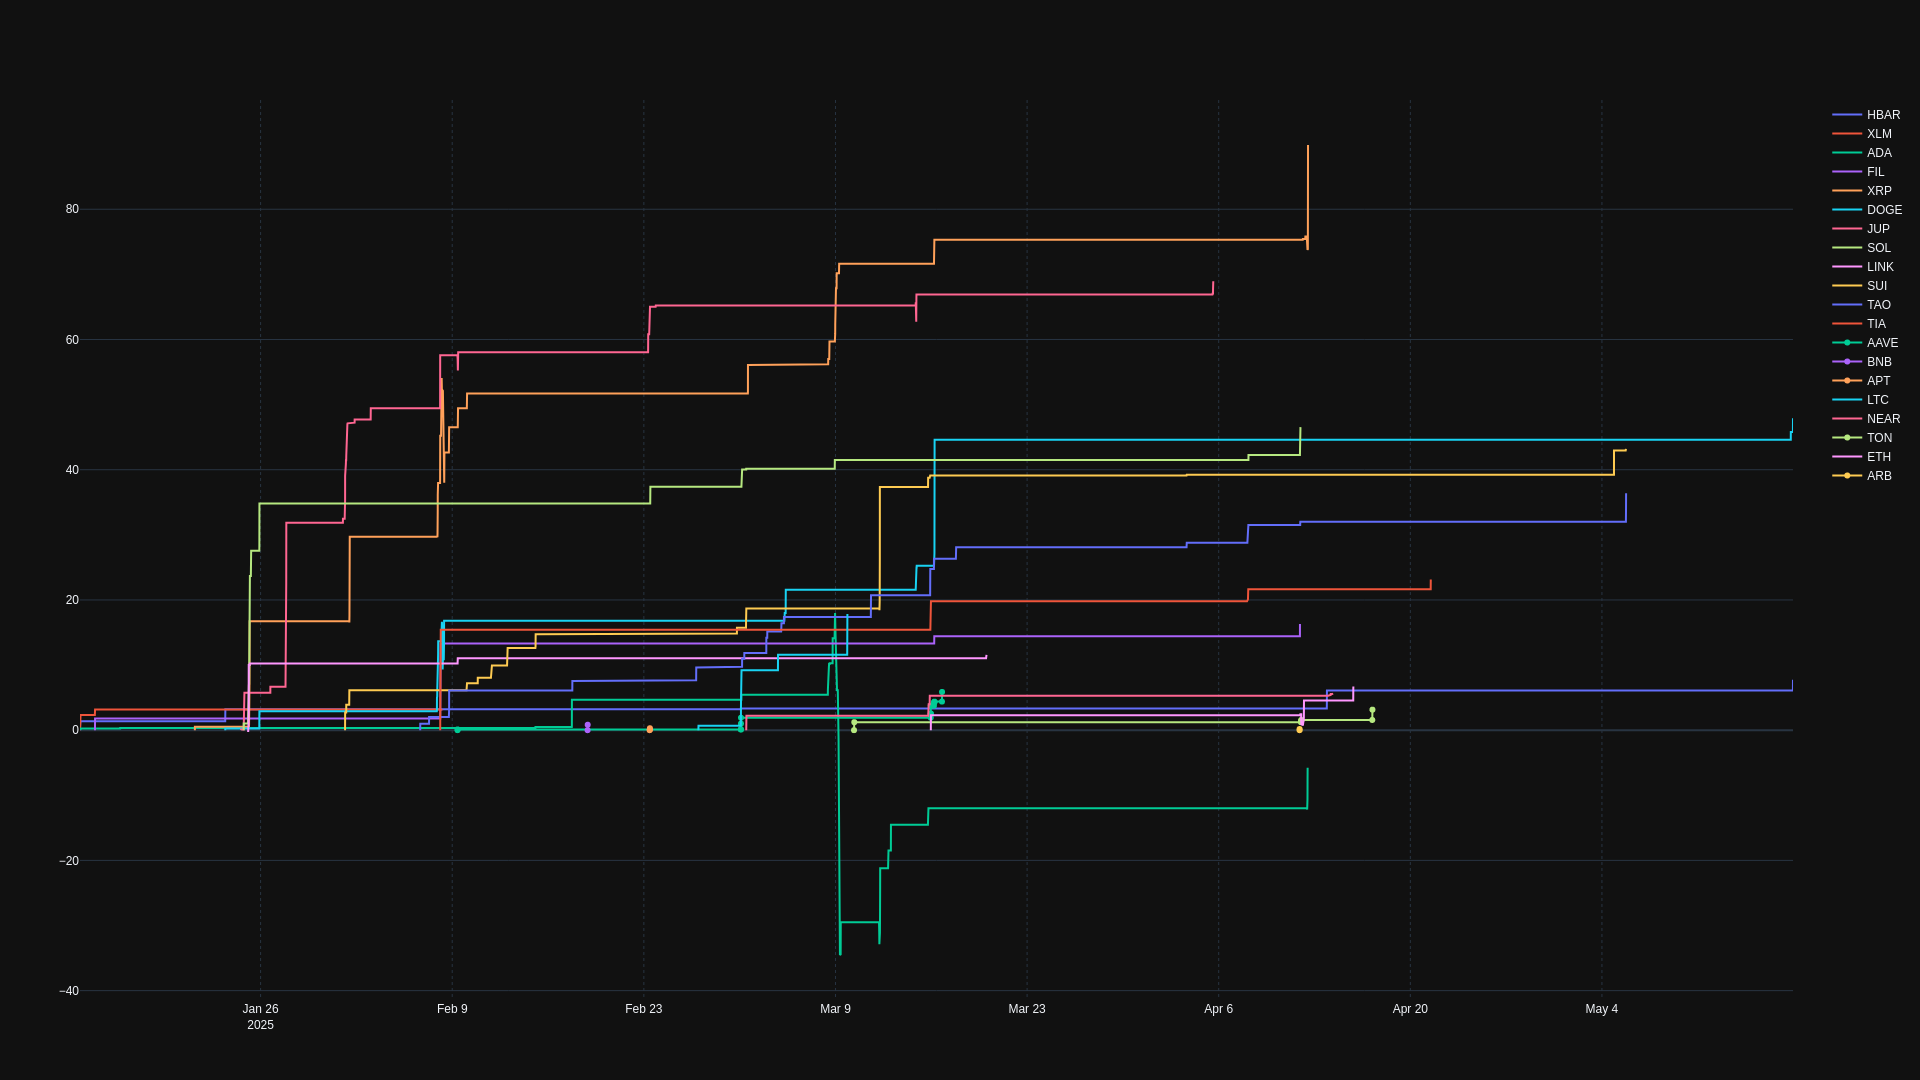 80
60
40
20
0
−20
−40
Jan 26
2025
Feb 9
Feb 23
Mar 9
Mar 23
Apr 6
Apr 20
May 4
HBAR
XLM
ADA
FIL
XRP
DOGE
JUP
SOL
LINK
SUI
TAO
TIA
AAVE
BNB
APT
LTC
NEAR
TON
ETH
ARB